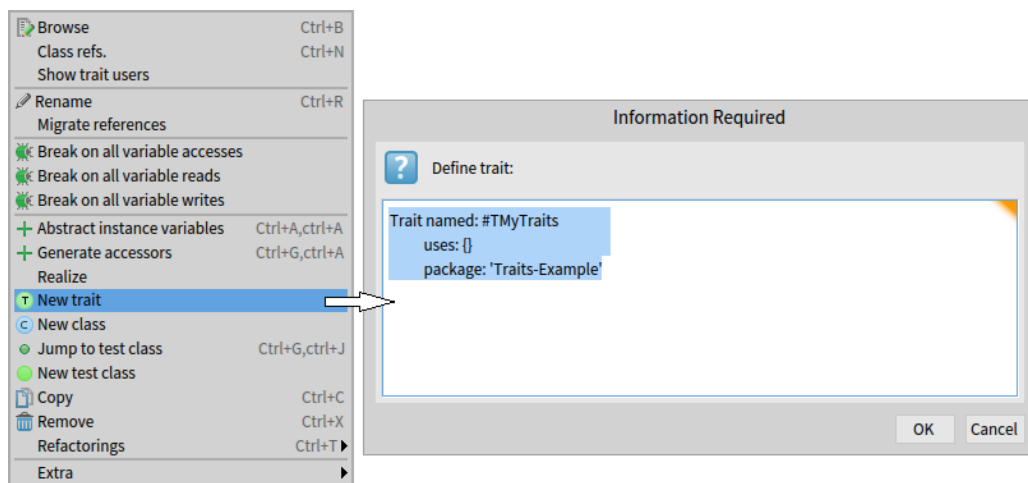 Browse Ctrl+B
Class refs. Ctrl+N
Show trait users
Rename Ctrl+R
Migrate references
Break on all variable accesses
Break on all variable reads
Break on all variable writes
Abstract instance variables Ctrl+A,ctrl+A
Generate accessors Ctrl+G,ctrl+A
Realize
T New trait
C New class
Jump to test class Ctrl+G,ctrl+J
New test class
Copy Ctrl+C
Remove Ctrl+X
Refactorings Ctrl+T
Extra
Information Required
? Define trait:
Trait named: #TMyTraits
uses: {}
package: 'Traits-Example'
OK Cancel